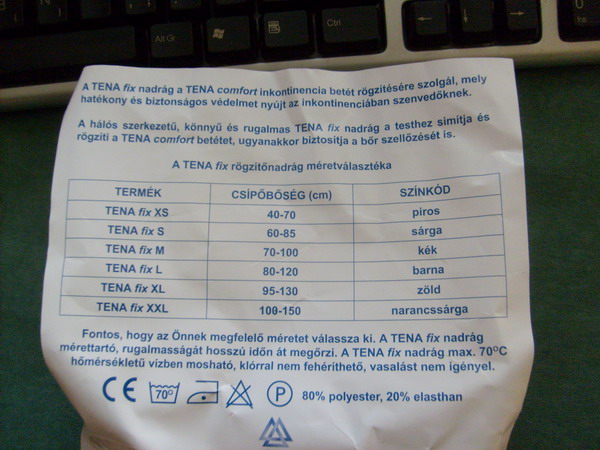 Alt Gr
Ctrl
0
Ins
A TENA fix nadrág a TENA comfort inkontinencia betét rögzítésére szolgál, mely
hatékony és biztonságos védelmet nyújt az inkontinenciában szenvedőknek.
A hálós szerkezetű, könnyű és rugalmas TENA fix nadrág a testhez simítja és
rögzíti a TENA comfort betétet, ugyanakkor biztosítja a bőr szellőzését is.
A TENA fix rögzítőnadrág méretválasztéka
TERMÉK CSÍPŐBŐSÉG (cm) SZÍNKÓD
TENA fix XS 40-70 piros
TENA fix S 60-85 sárga
TENA fix M 70-100 kék
TENA fix L 80-120 barna
TENA fix XL 95-130 zöld
TENA fix XXL 100-150 narancssárga
Fontos, hogy az Önnek megfelelő méretet válassza ki. A TENA fix nadrág
mérettartó, rugalmasságát hosszú időn át megőrzi. A TENA fix nadrág max. 70°C
hőmérsékletű vízben mosható, klórral nem fehéríthető, vasalást nem igényel.
CE 70° P 80% polyester, 20% elasthan